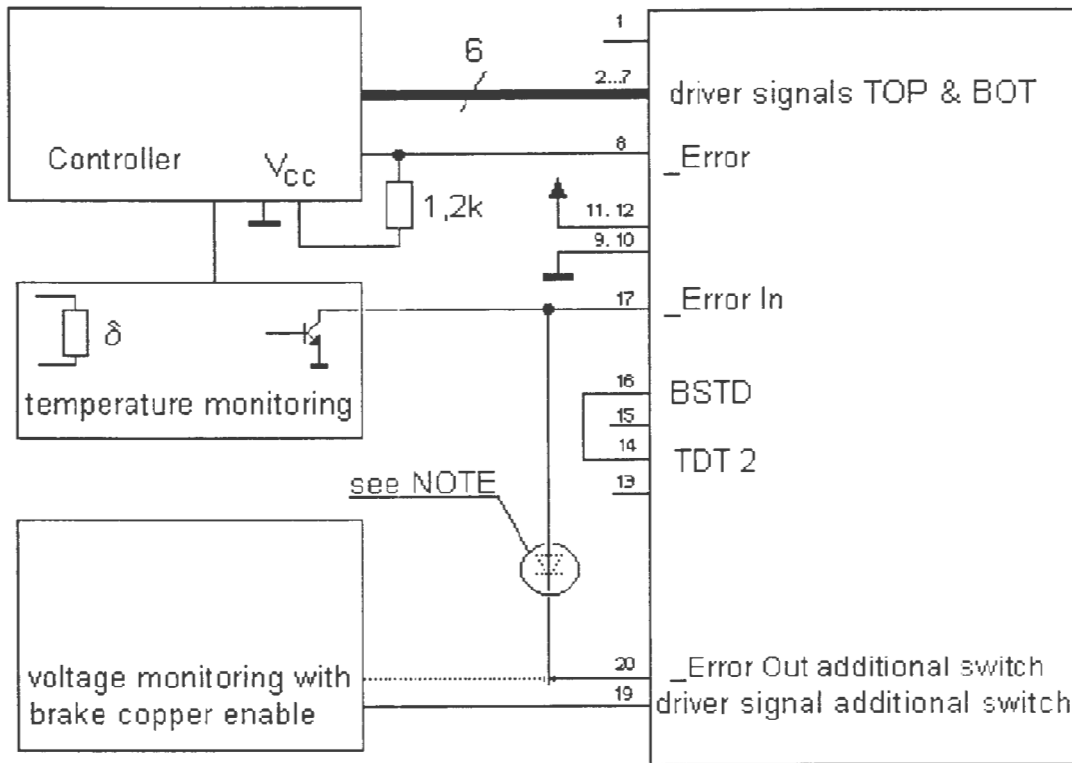 1
6
2...7
driver signals TOP & BOT
Controller
VCC
8
_Error
1,2k
11. 12
9. 10
17
_Error In
δ
temperature monitoring
16
BSTD
15
14
TDT 2
13
see NOTE
voltage monitoring with
brake copper enable
20
_Error Out additional switch
19
driver signal additional switch